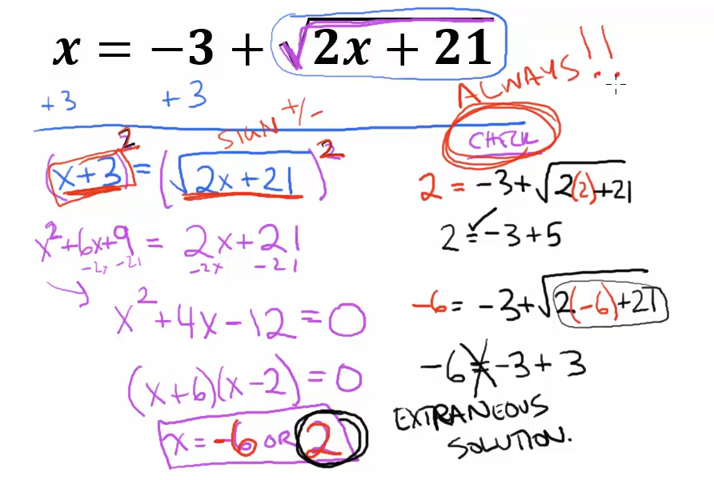 x = −3 + √2x + 21
+3 +3
ALWAYS!!
SIGN +/-
CHECK
(x+3)² = (√2x+21)²
2 = -3+√2(2)+21
x²+6x+9 = 2x+21
-2x -21 -2x -21
2 = -3+5
x²+4x-12=0
-6 = -3+√2(-6)+21
(x+6)(x-2)=0
-6 ≠ -3+3
x = -6 OR 2
EXTRANEOUS
SOLUTION.